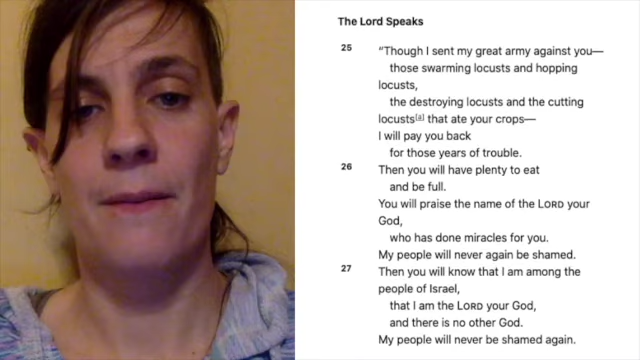 The Lord Speaks
25 “Though I sent my great army against you—
those swarming locusts and hopping
locusts,
the destroying locusts and the cutting
locusts[a] that ate your crops—
I will pay you back
for those years of trouble.
26 Then you will have plenty to eat
and be full.
You will praise the name of the LORD your
God,
who has done miracles for you.
My people will never again be shamed.
27 Then you will know that I am among the
people of Israel,
that I am the LORD your God,
and there is no other God.
My people will never be shamed again.